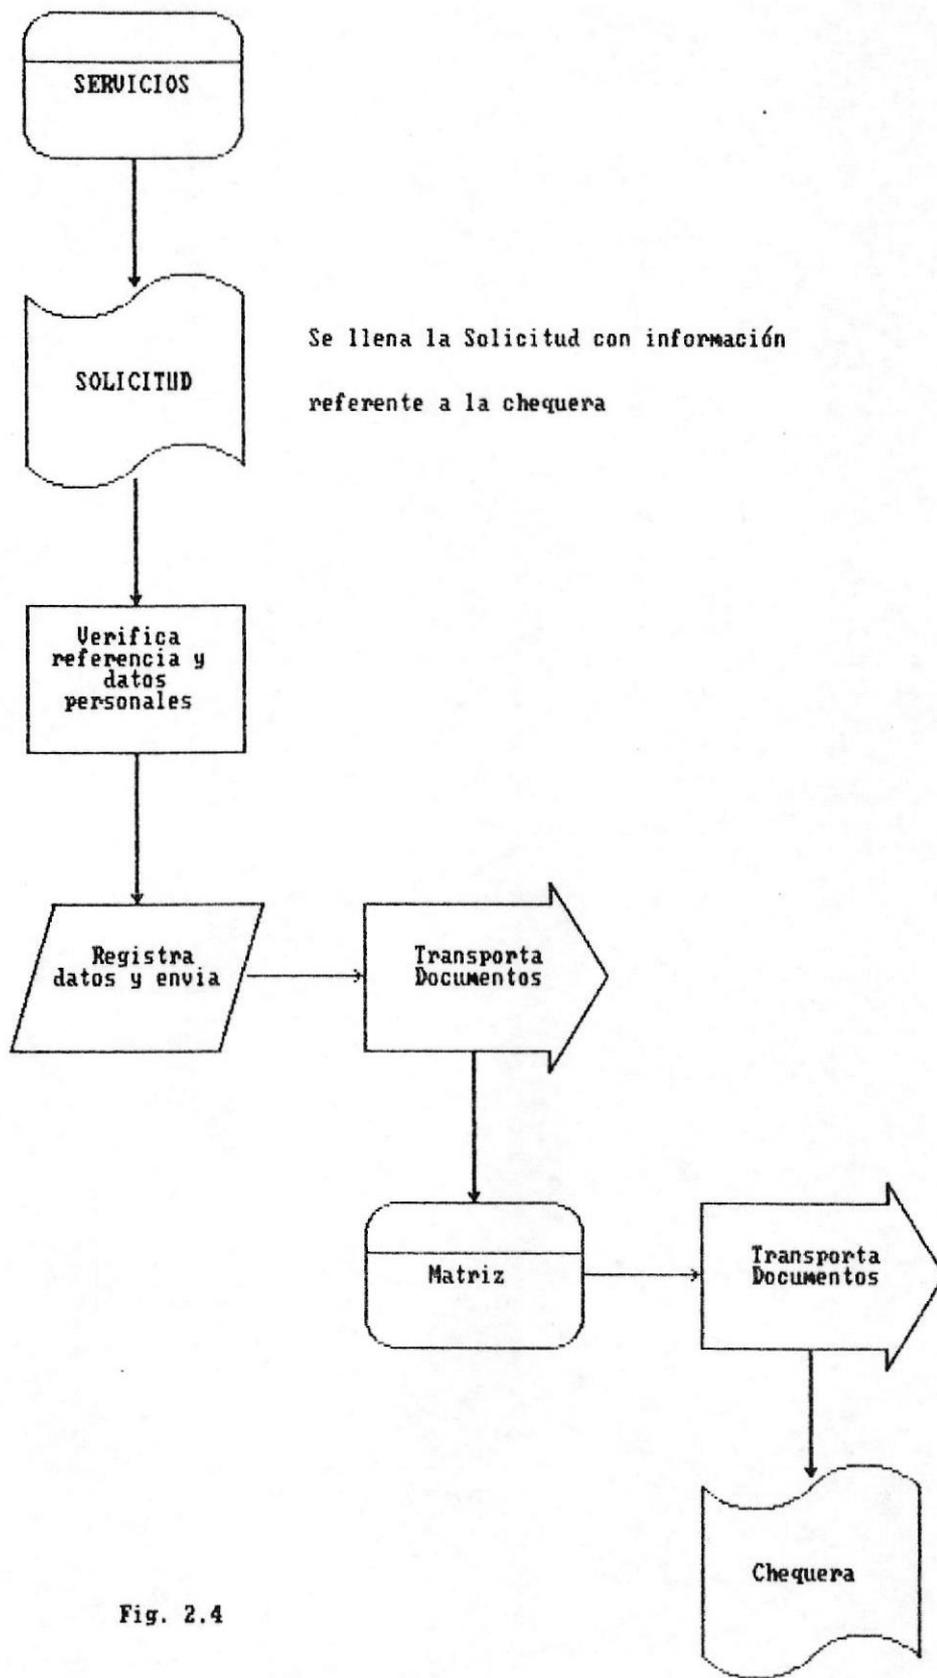 SERVICIOS
SOLICITUD
Se llena la Solicitud con información
referente a la chequera
Verifica
referencia y
datos
personales
Registra
datos y envia
Transporta
Documentos
Matriz
Transporta
Documentos
Chequera
Fig. 2.4